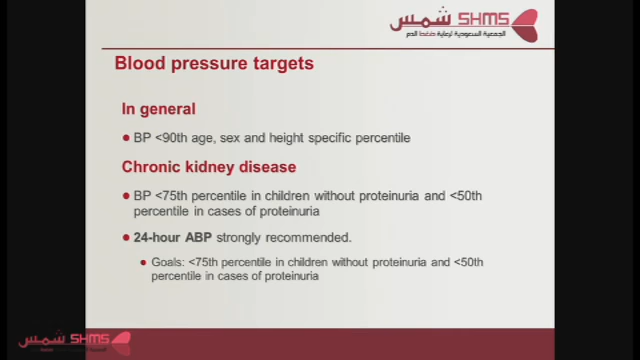 شمس SHMS
الجمعية السعودية لرعاية ضغط الدم
Blood pressure targets
In general
● BP <90th age, sex and height specific percentile
Chronic kidney disease
● BP <75th percentile in children without proteinuria and <50th
percentile in cases of proteinuria
● 24-hour ABP strongly recommended.
● Goals: <75th percentile in children without proteinuria and <50th
percentile in cases of proteinuria
شمس SHMS